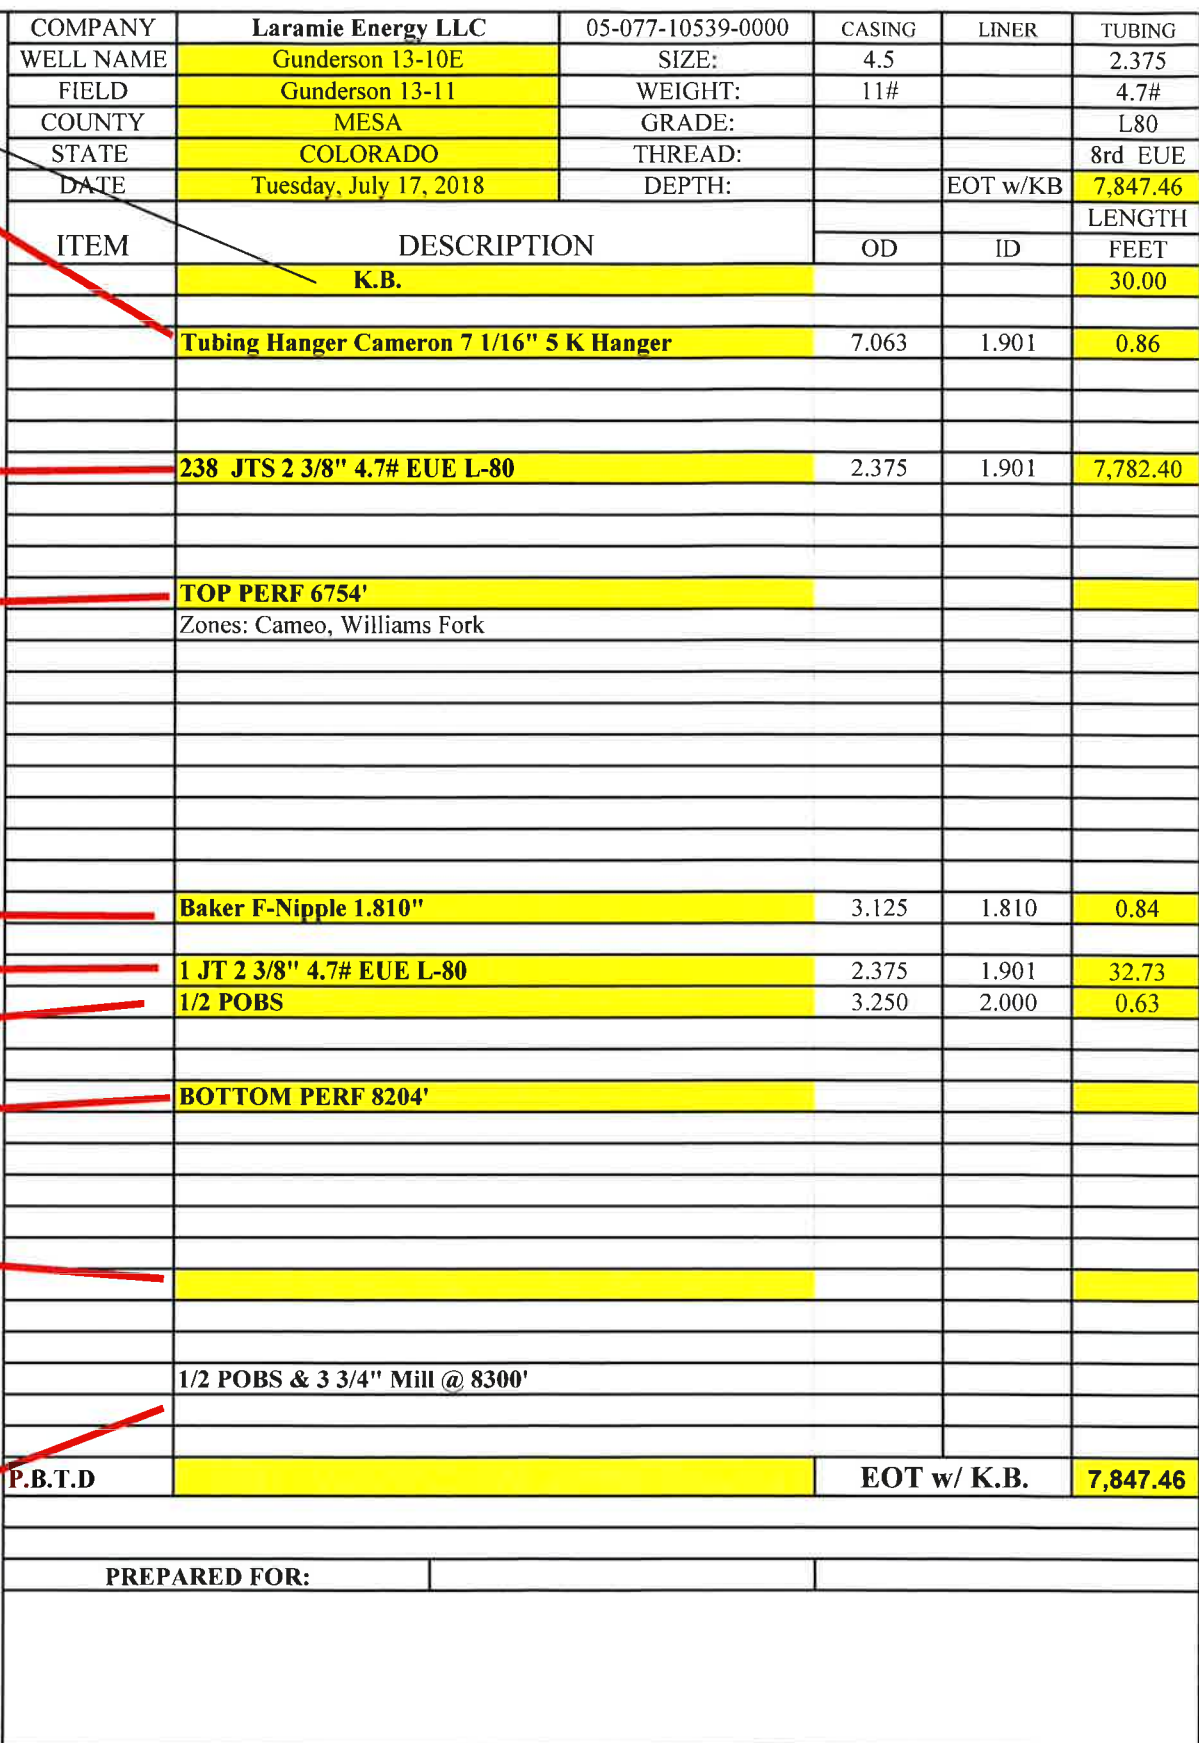 COMPANY Laramie Energy LLC 05-077-10539-0000 CASING LINER TUBING
WELL NAME Gunderson 13-10E SIZE: 4.5 2.375
FIELD Gunderson 13-11 WEIGHT: 11# 4.7#
COUNTY MESA GRADE: L80
STATE COLORADO THREAD: 8rd EUE
DATE Tuesday, July 17, 2018 DEPTH: EOT w/KB 7,847.46
LENGTH
ITEM DESCRIPTION OD ID FEET
K.B. 30.00
Tubing Hanger Cameron 7 1/16" 5 K Hanger 7.063 1.901 0.86
238 JTS 2 3/8" 4.7# EUE L-80 2.375 1.901 7,782.40
TOP PERF 6754'
Zones: Cameo, Williams Fork
Baker F-Nipple 1.810" 3.125 1.810 0.84
1 JT 2 3/8" 4.7# EUE L-80 2.375 1.901 32.73
1/2 POBS 3.250 2.000 0.63
BOTTOM PERF 8204'
1/2 POBS & 3 3/4" Mill @ 8300'
P.B.T.D EOT w/ K.B. 7,847.46
PREPARED FOR: